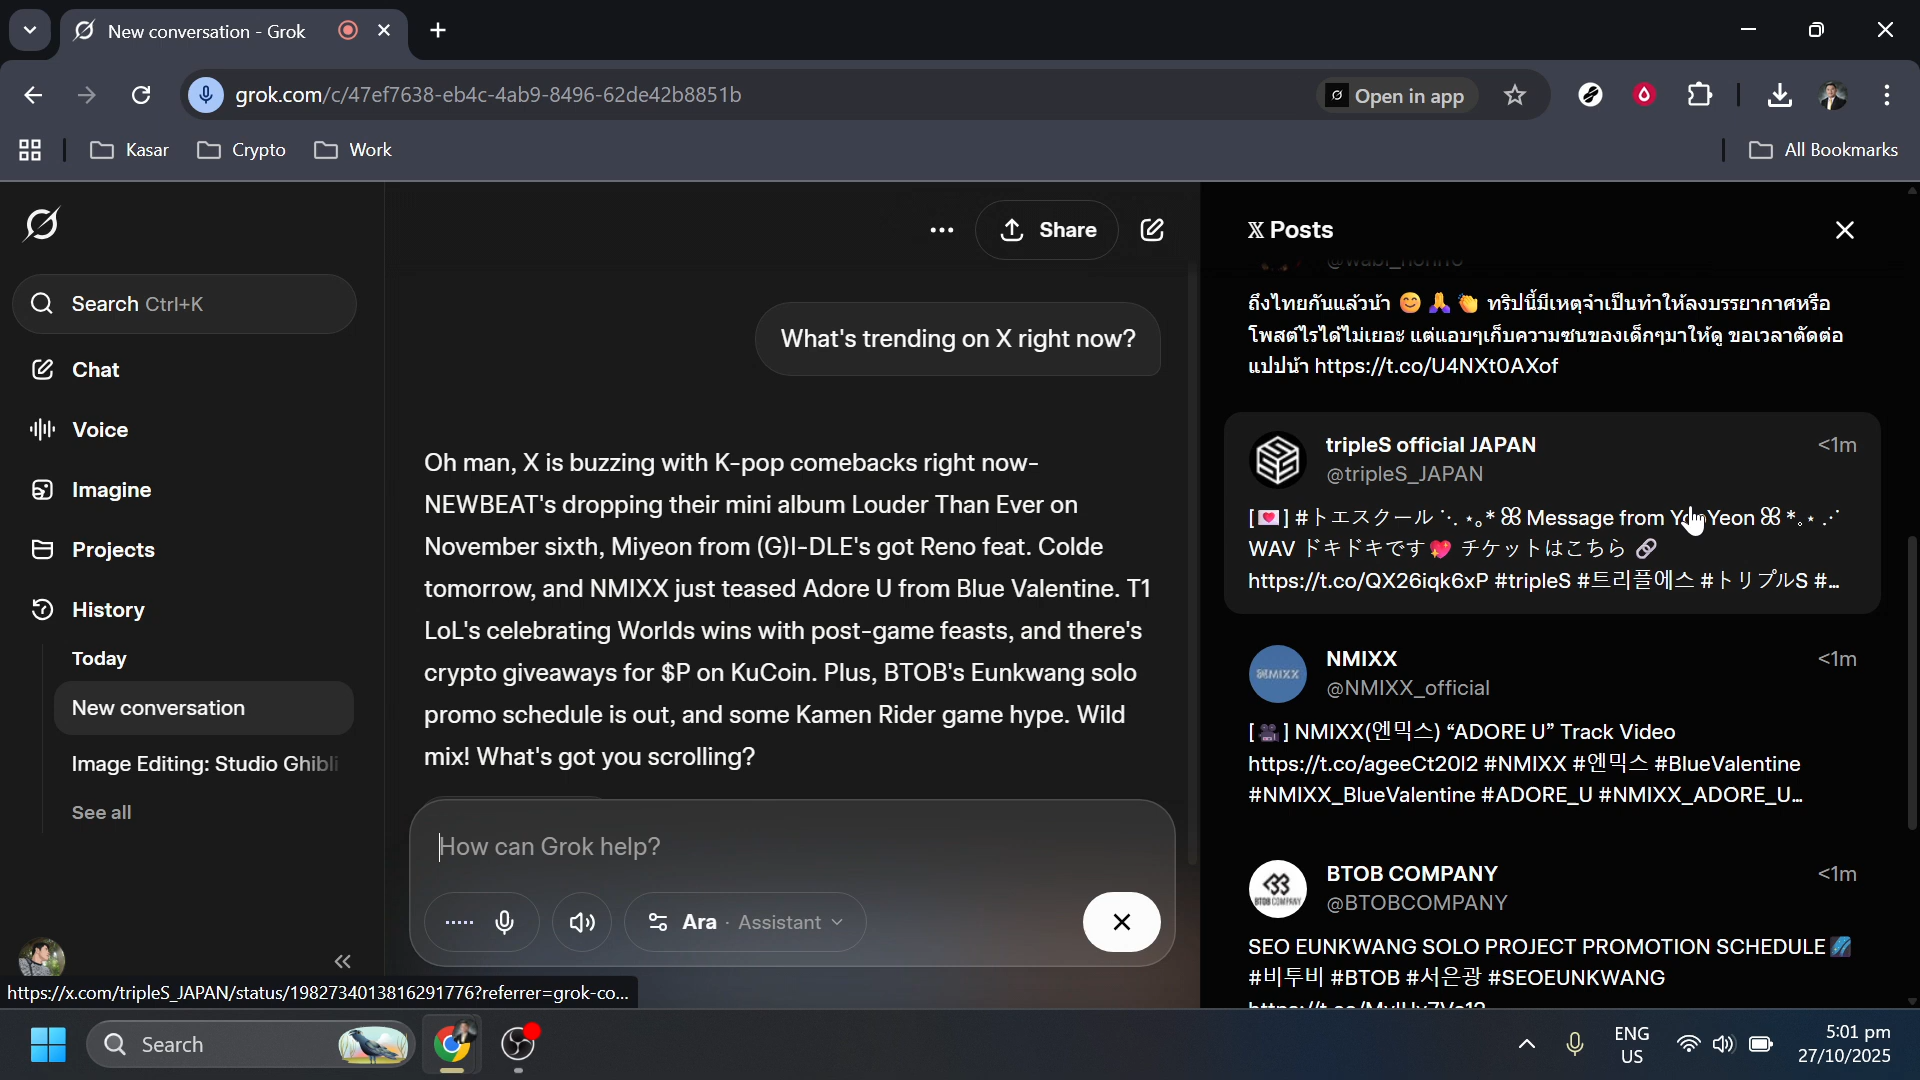 New conversation - Grok
grok.com/c/47ef7638-eb4c-4ab9-8496-62de42b8851b
Open in app
Kasar
Crypto
Work
All Bookmarks
Search Ctrl+K
Chat
Voice
Imagine
Projects
History
Today
New conversation
Image Editing: Studio Ghibli
See all
https://x.com/tripleS_JAPAN/status/1982734013816291776?referrer=grok-co...
Share
What's trending on X right now?
Oh man, X is buzzing with K-pop comebacks right now-
NEWBEAT's dropping their mini album Louder Than Ever on
November sixth, Miyeon from (G)I-DLE's got Reno feat. Colde
tomorrow, and NMIXX just teased Adore U from Blue Valentine. T1
LoL's celebrating Worlds wins with post-game feasts, and there's
crypto giveaways for $P on KuCoin. Plus, BTOB's Eunkwang solo
promo schedule is out, and some Kamen Rider game hype. Wild
mix! What's got you scrolling?
How can Grok help?
Ara · Assistant
𝕏 Posts
ถึงไทยกันแล้วน้า 😊 🙏 👏 ทริปนี้มีเหตุจำเป็นทำให้ลงบรรยากาศหรือ
โพสต์ไรได้ไม่เยอะ แต่แอบๆเก็บความซนของเด็กๆมาให้ดู ขอเวลาตัดต่อ
แปปน้า https://t.co/U4NXt0AXof
tripleS official JAPAN
<1m
@tripleS_JAPAN
[💌] #トエスクール ⋱ ⋆｡* ꕤ Message from Yeon ꕤ *｡⋆ ⋰
WAV ドキドキです💖 チケットはこちら 🔗
https://t.co/QX26iqk6xP #tripleS #트리플에스 #トリプルS #...
NMIXX
<1m
@NMIXX_official
[🎥] NMIXX(엔믹스) “ADORE U” Track Video
https://t.co/ageeCt20l2 #NMIXX #엔믹스 #BlueValentine
#NMIXX_BlueValentine #ADORE_U #NMIXX_ADORE_U...
BTOB COMPANY
<1m
@BTOBCOMPANY
SEO EUNKWANG SOLO PROJECT PROMOTION SCHEDULE
#비투비 #BTOB #서은광 #SEOEUNKWANG
Search
ENG
US
5:01 pm
27/10/2025